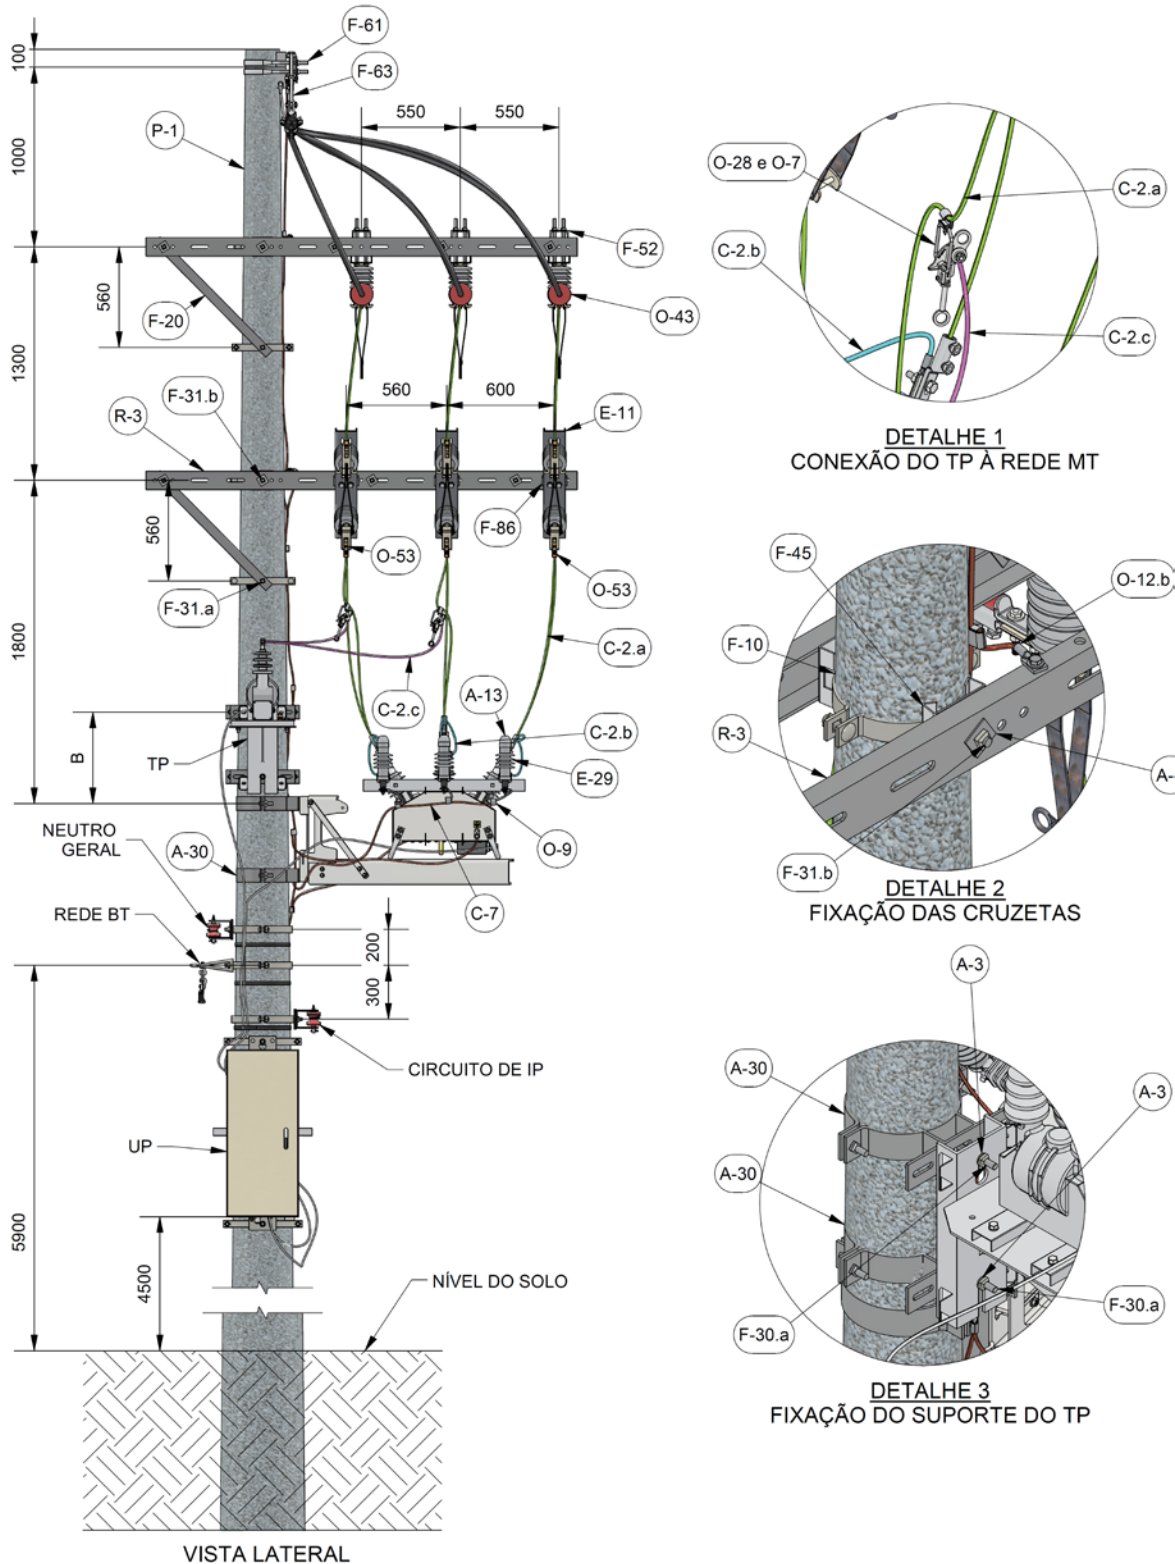 F-61
F-63
P-1
100
1000
550
550
F-52
560
F-20
O-43
1300
F-31.b
R-3
560
600
E-11
F-86
560
O-53
O-53
F-31.a
1800
C-2.a
C-2.c
A-13
C-2.b
B
TP
E-29
NEUTRO
GERAL
A-30
O-9
REDE BT
C-7
200
300
CIRCUITO DE IP
UP
5900
4500
NÍVEL DO SOLO
VISTA LATERAL
O-28 e O-7
C-2.a
C-2.b
C-2.c
DETALHE 1
CONEXÃO DO TP À REDE MT
F-45
O-12.b
F-10
R-3
A-
F-31.b
DETALHE 2
FIXAÇÃO DAS CRUZETAS
A-3
A-30
A-3
A-30
F-30.a
F-30.a
DETALHE 3
FIXAÇÃO DO SUPORTE DO TP